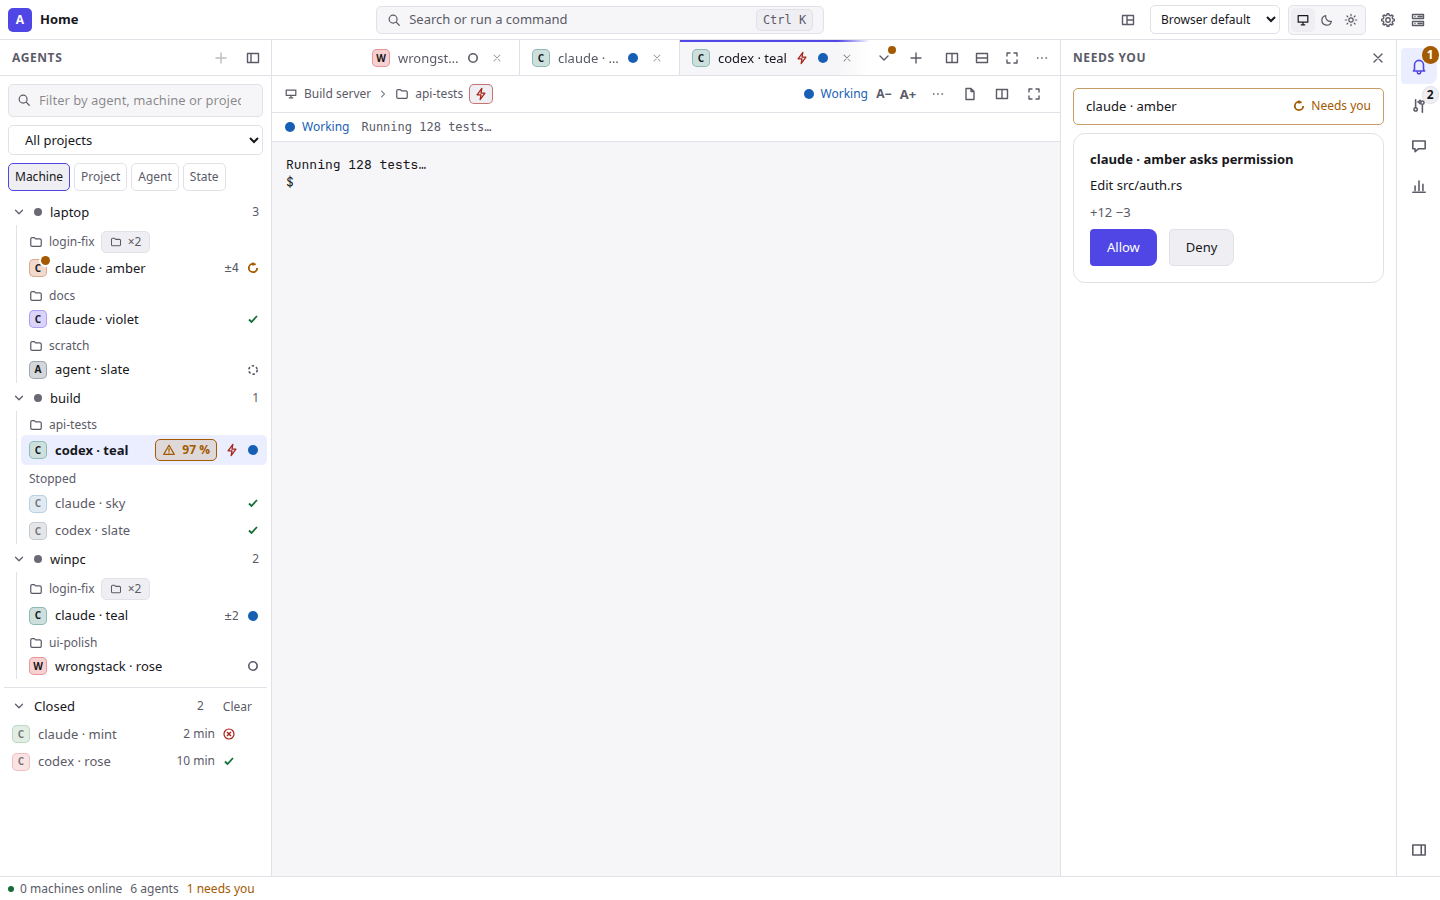 A Home
Search or run a command Ctrl K
Browser default
AGENTS
Filter by agent, machine or projec
All projects
Machine Project Agent State
laptop 3
login-fix ×2
C claude · amber ±4
docs
C claude · violet
scratch
A agent · slate
build 1
api-tests
C codex · teal 97 %
Stopped
C claude · sky
C codex · slate
winpc 2
login-fix ×2
C claude · teal ±2
ui-polish
W wrongstack · rose
Closed 2 Clear
C claude · mint 2 min
C codex · rose 10 min
W wrongst...
C claude · ...
C codex · teal
Build server api-tests
Working A− A+
Working Running 128 tests…
Running 128 tests…
$
NEEDS YOU
claude · amber Needs you
claude · amber asks permission
Edit src/auth.rs
+12 −3
Allow Deny
1
2
0 machines online 6 agents 1 needs you